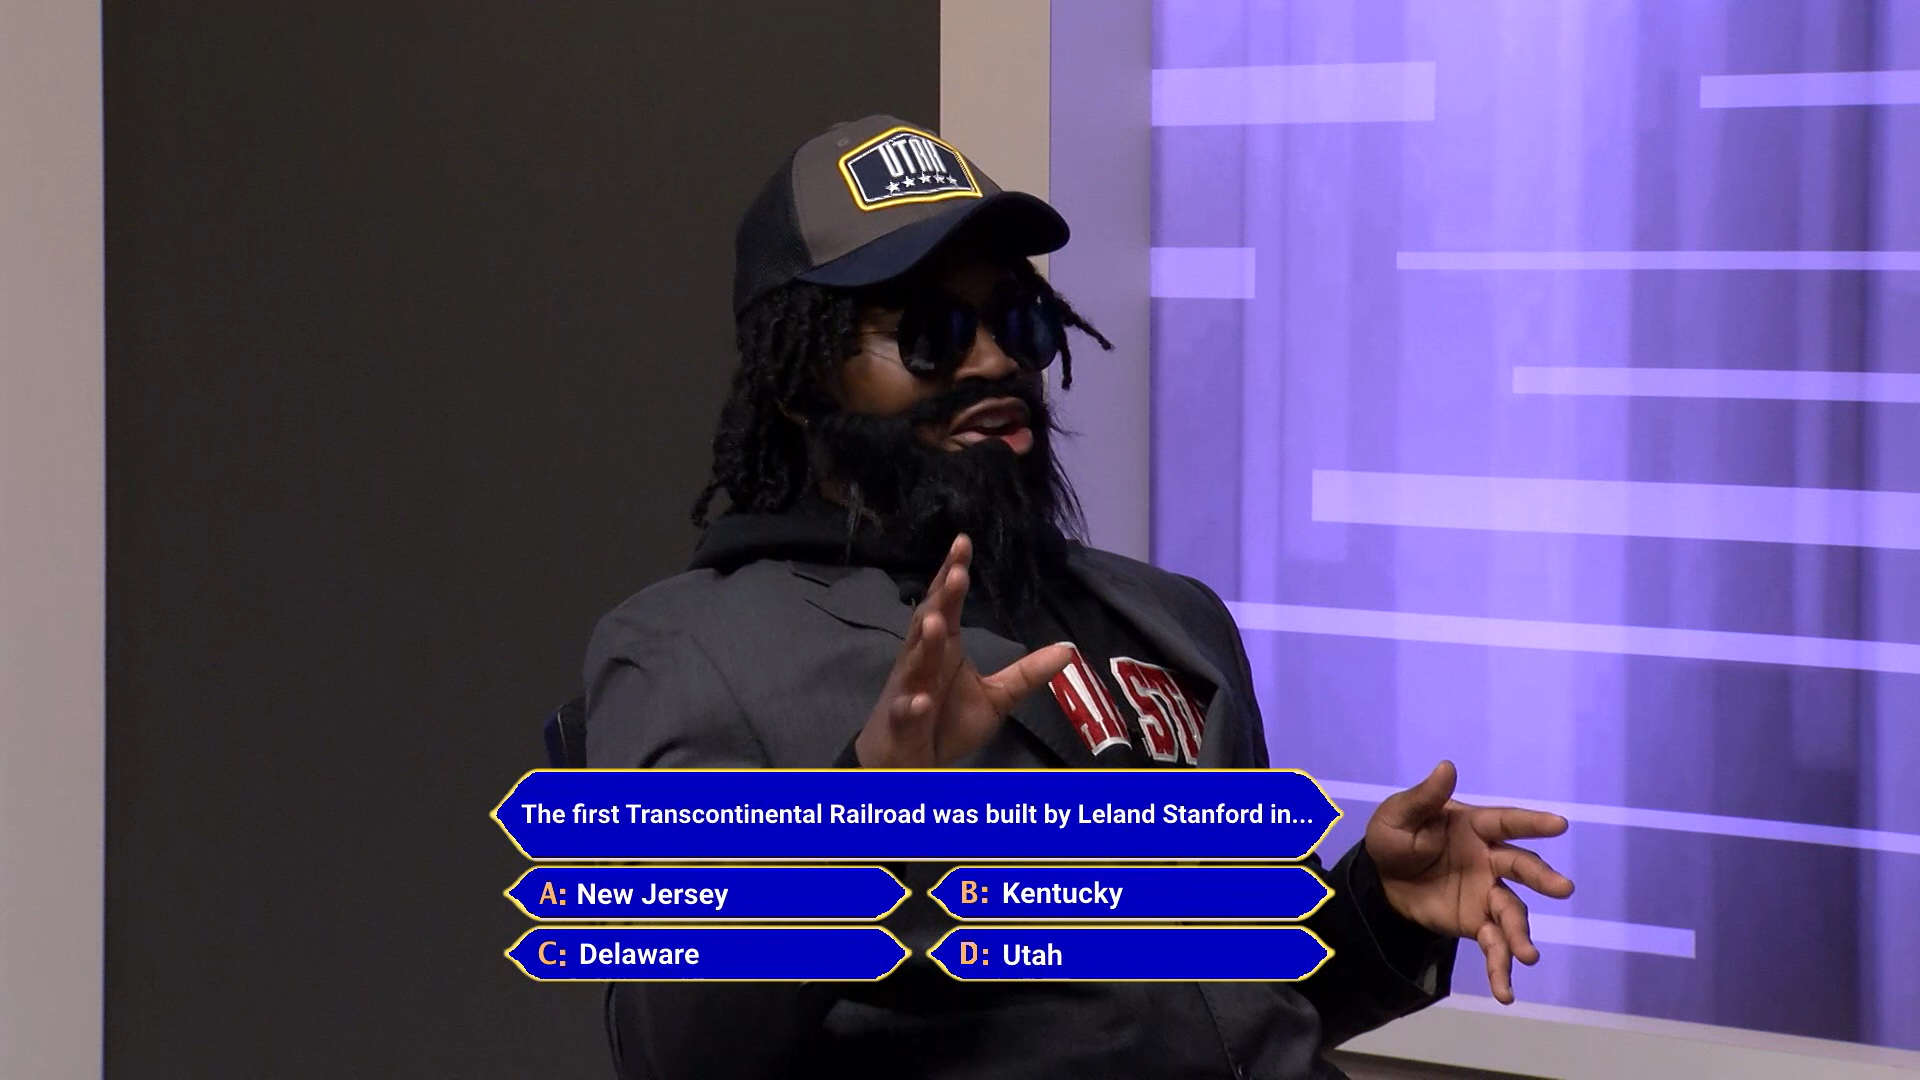 UTAH
The first Transcontinental Railroad was built by Leland Stanford in...
A: New Jersey
B: Kentucky
C: Delaware
D: Utah